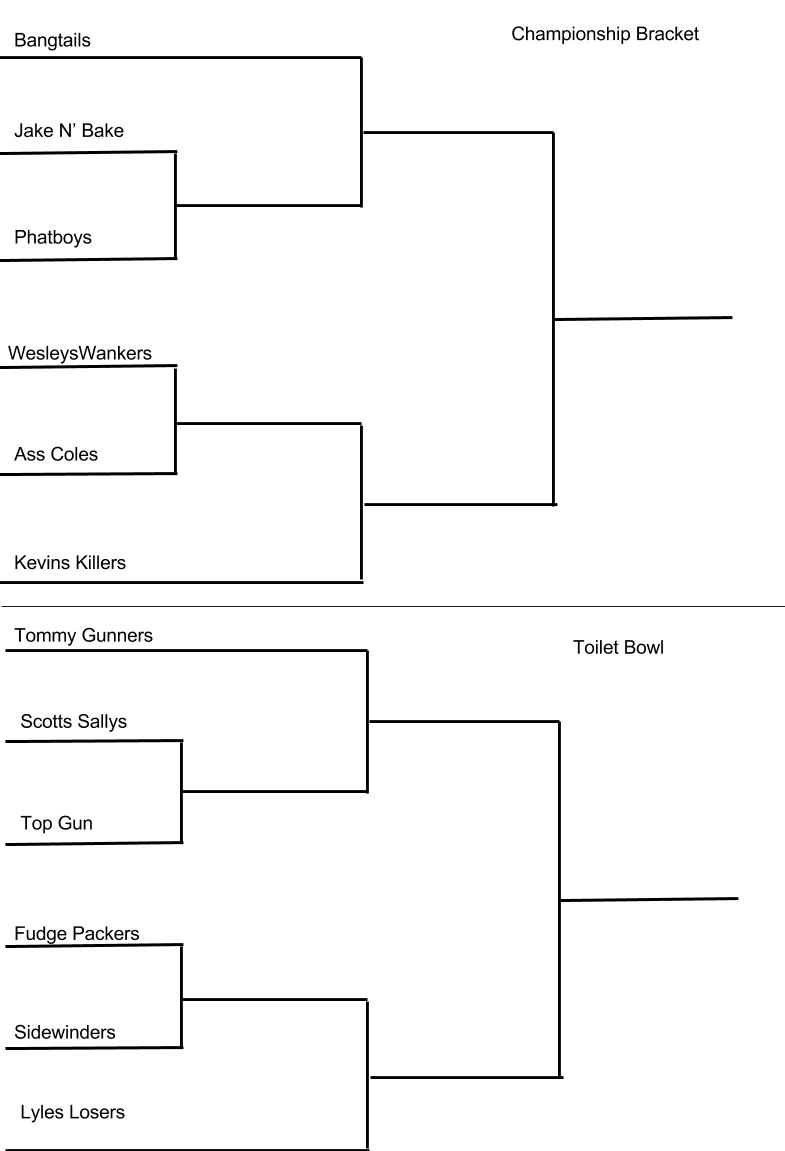 Bangtails
Championship Bracket
Jake N’ Bake
Phatboys
WesleysWankers
Ass Coles
Kevins Killers
Tommy Gunners
Toilet Bowl
Scotts Sallys
Top Gun
Fudge Packers
Sidewinders
Lyles Losers